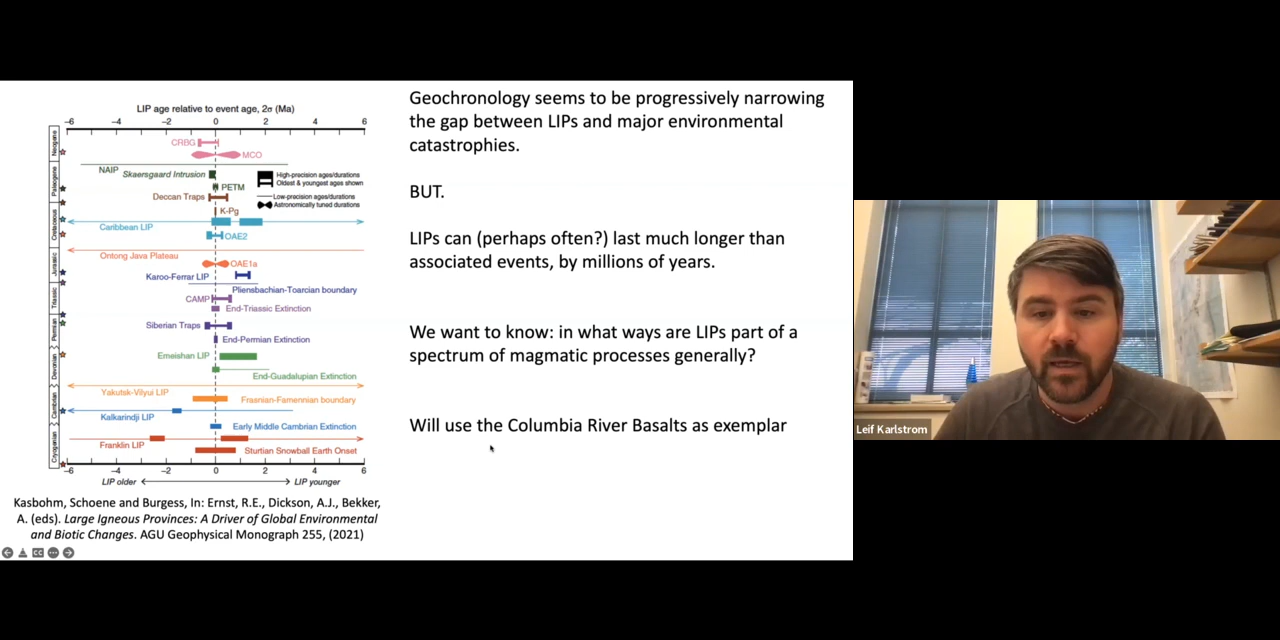 LIP age relative to event age, 2σ (Ma)
−6 −4 −2 0 2 4 6
Neogene
CRBG
MCO
NAIP
Skaersgaard Intrusion
High-precision ages/durations
Oldest & youngest ages shown
Paleogene
PETM
Low-precision ages/durations
Deccan Traps
Astronomically tuned durations
K-Pg
Cretaceous
Caribbean LIP
OAE2
Ontong Java Plateau
OAE1a
Jurassic
Karoo-Ferrar LIP
Pliensbachian-Toarcian boundary
Triassic
CAMP
End-Triassic Extinction
Permian
Siberian Traps
End-Permian Extinction
Devonian
Emeishan LIP
End-Guadalupian Extinction
Cambrian
Yakutsk-Vilyui LIP
Frasnian-Famennian boundary
Kalkarindji LIP
Early Middle Cambrian Extinction
Cryogenian
Franklin LIP
Sturtian Snowball Earth Onset
−6 −4 −2 0 2 4 6
LIP older
LIP younger
Kasbohm, Schoene and Burgess, In: Ernst, R.E., Dickson, A.J., Bekker,
A. (eds). Large Igneous Provinces: A Driver of Global Environmental
and Biotic Changes. AGU Geophysical Monograph 255, (2021)
Geochronology seems to be progressively narrowing
the gap between LIPs and major environmental
catastrophies.
BUT.
LIPs can (perhaps often?) last much longer than
associated events, by millions of years.
We want to know: in what ways are LIPs part of a
spectrum of magmatic processes generally?
Will use the Columbia River Basalts as exemplar
CC
Leif Karlstrom